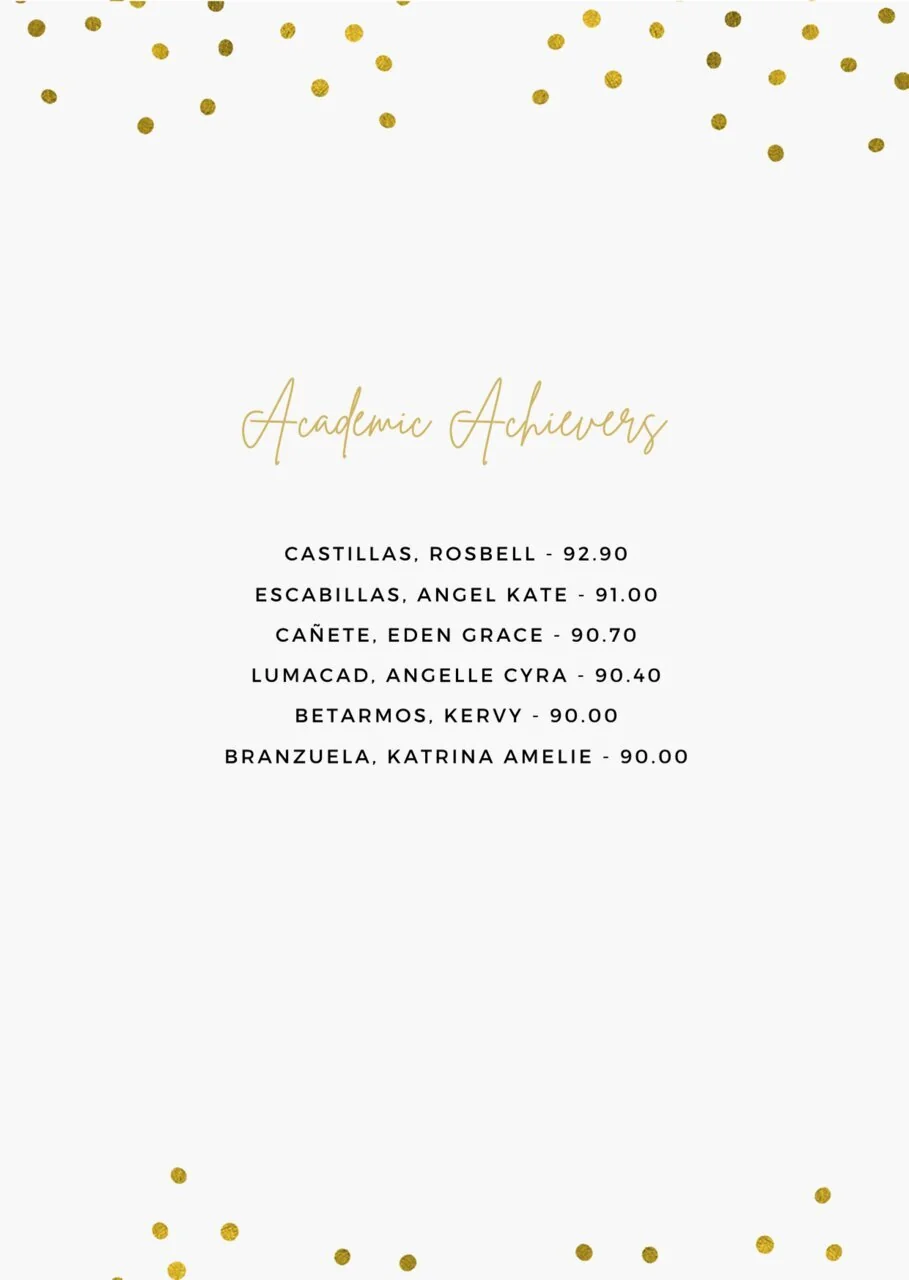 Academic Achievers
CASTILLAS, ROSBELL - 92.90
ESCABILLAS, ANGEL KATE - 91.00
CAÑETE, EDEN GRACE - 90.70
LUMACAD, ANGELLE CYRA - 90.40
BETARMOS, KERVY - 90.00
BRANZUELA, KATRINA AMELIE - 90.00